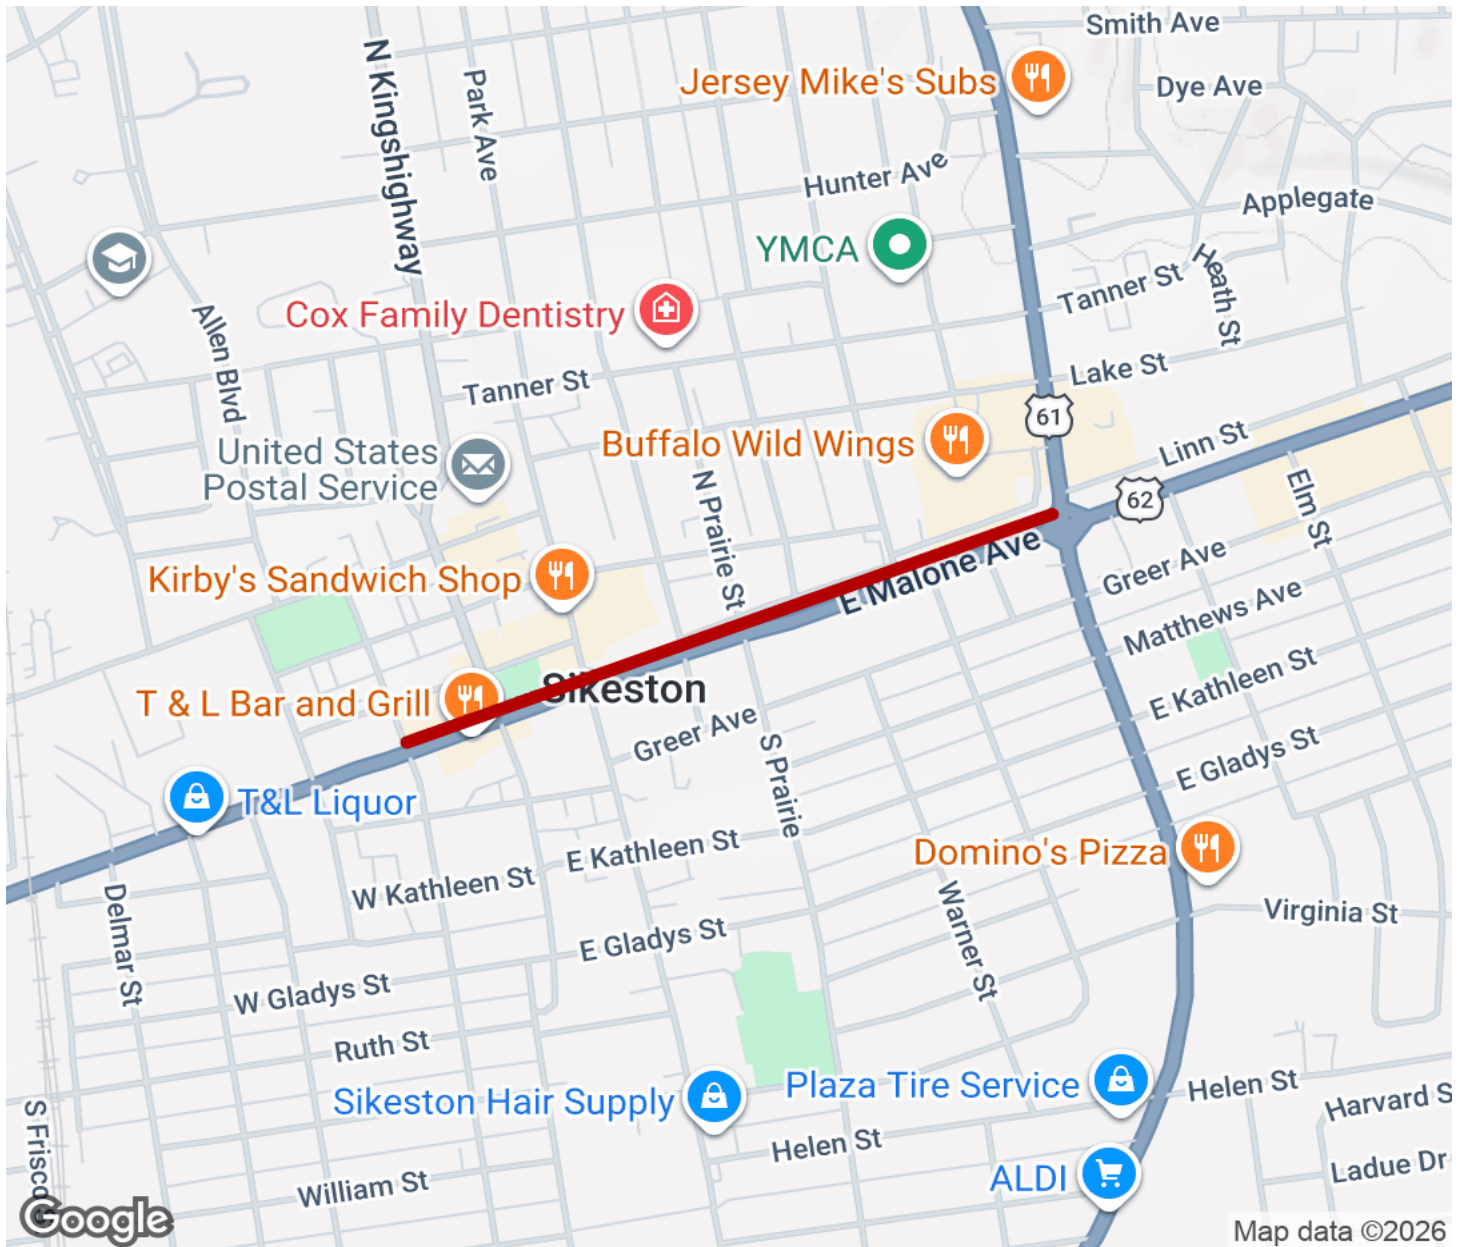 Smith Ave
N Kingshighway
Park Ave
Jersey Mike's Subs
Dye Ave
Hunter Ave
Applegate
YMCA
Heath St
Tanner St
Cox Family Dentistry
Allen Blvd
Lake St
Tanner St
61
United States
Postal Service
Buffalo Wild Wings
Linn St
N Prairie St
62
Elm St
Kirby's Sandwich Shop
E Malone Ave
Greer Ave
Matthews Ave
T & L Bar and Grill
Sikeston
E Kathleen St
Greer Ave
S Prairie
E Gladys St
T&L Liquor
E Kathleen St
Domino's Pizza
W Kathleen St
Delmar St
Warner St
Virginia St
E Gladys St
W Gladys St
Ruth St
Sikeston Hair Supply
Plaza Tire Service
Helen St
Harvard S
S Frisco
Helen St
Ladue Dr
William St
ALDI
Google
Map data ©2026